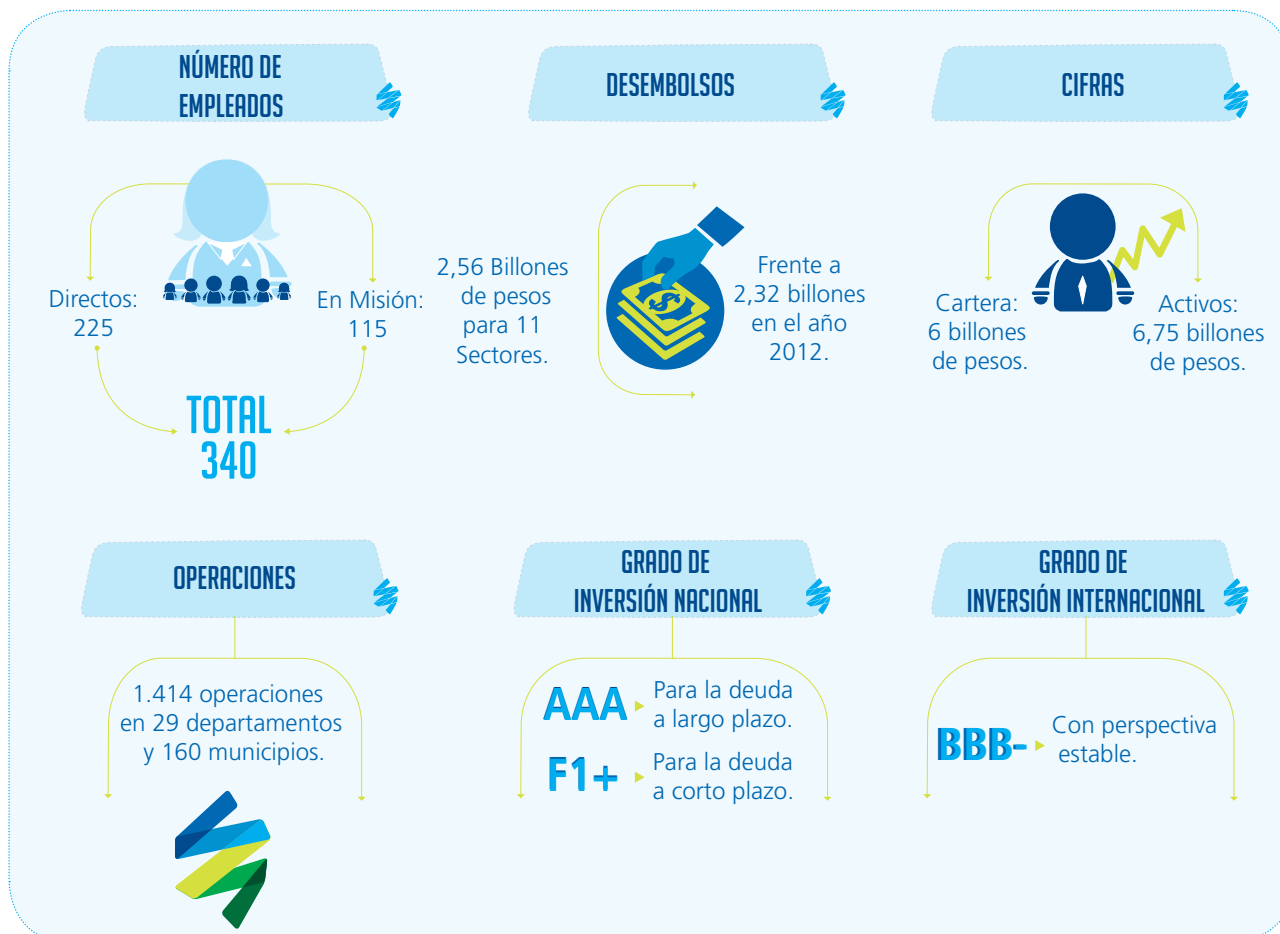 NÚMERO DE
EMPLEADOS
Directos:
225
En Misión:
115
TOTAL
340
DESEMBOLSOS
2,56 Billones
de pesos
para 11
Sectores.
Frente a
2,32 billones
en el año
2012.
CIFRAS
Cartera:
6 billones
de pesos.
Activos:
6,75 billones
de pesos.
OPERACIONES
1.414 operaciones
en 29 departamentos
y 160 municipios.
GRADO DE
INVERSIÓN NACIONAL
AAA
Para la deuda
a largo plazo.
F1+
Para la deuda
a corto plazo.
GRADO DE
INVERSIÓN INTERNACIONAL
BBB-
Con perspectiva
estable.